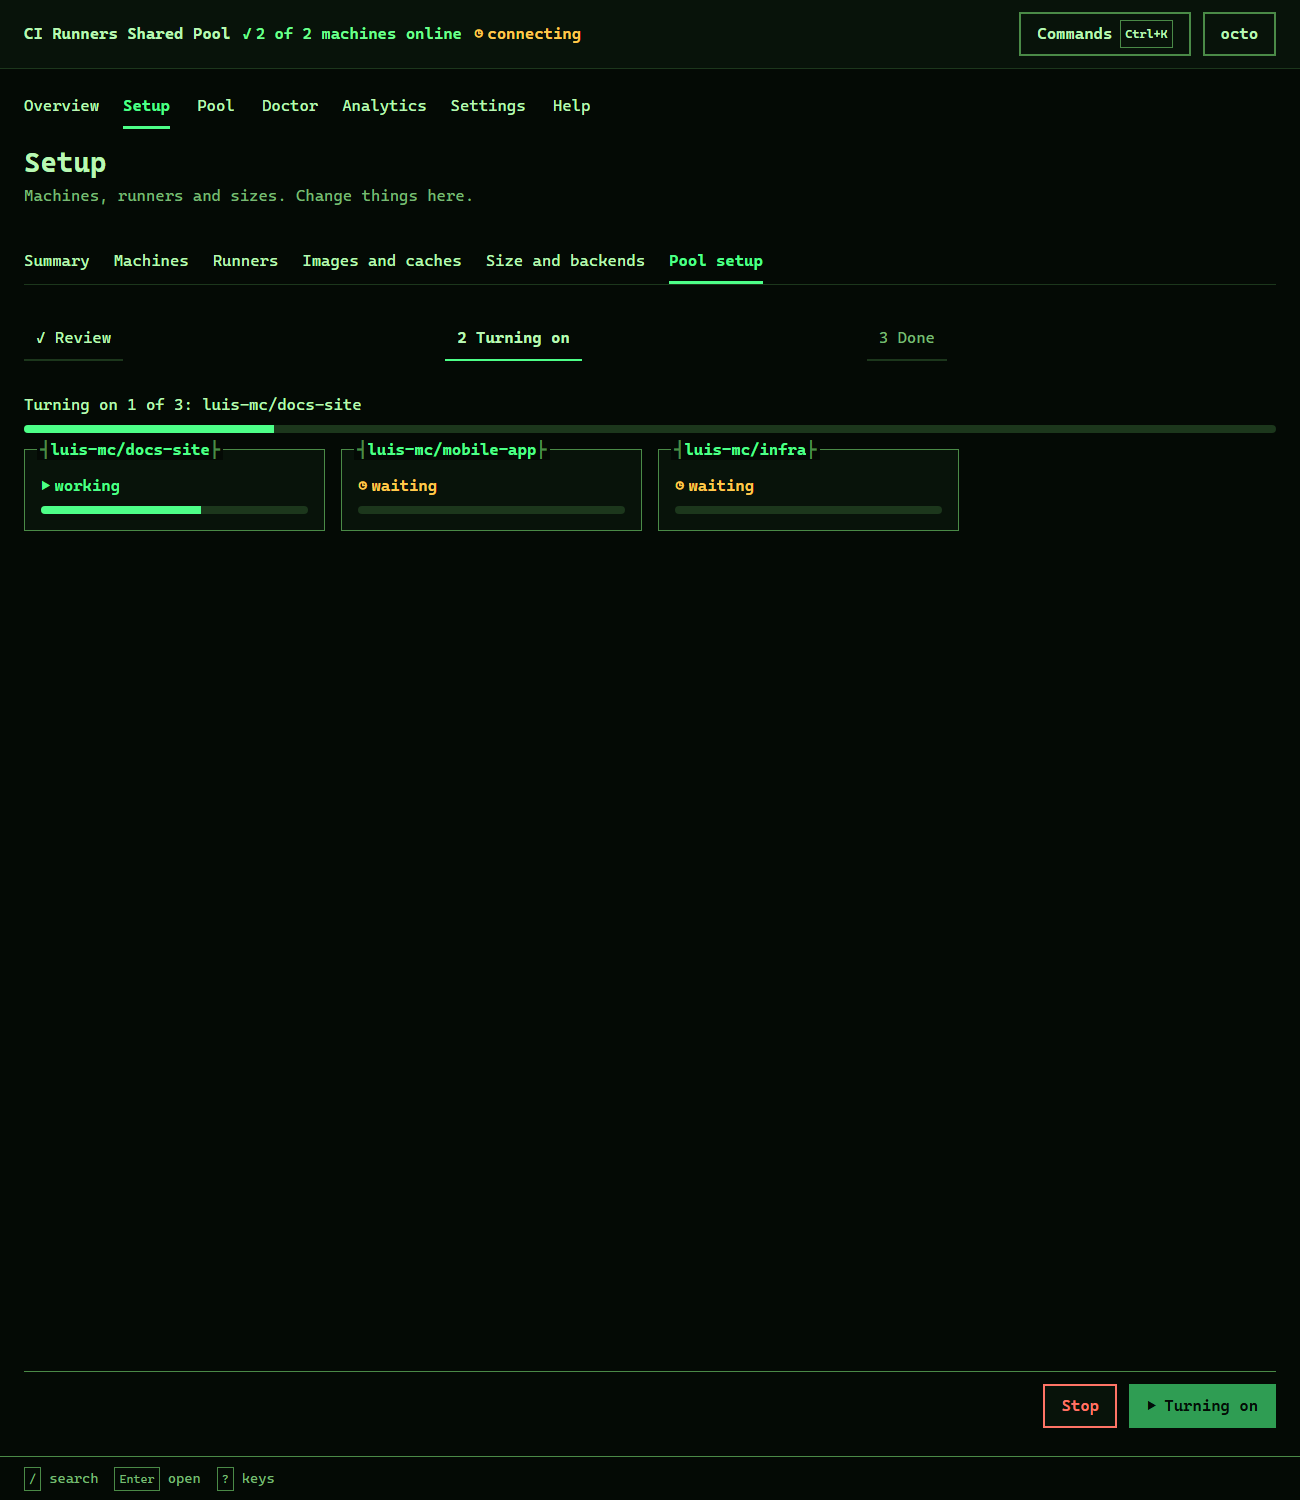 CI Runners Shared Pool ✓ 2 of 2 machines online connecting
Commands Ctrl+K octo
Overview Setup Pool Doctor Analytics Settings Help
Setup
Machines, runners and sizes. Change things here.
Summary Machines Runners Images and caches Size and backends Pool setup
✓ Review 2 Turning on 3 Done
Turning on 1 of 3: luis-mc/docs-site
luis-mc/docs-site luis-mc/mobile-app luis-mc/infra
▶ working waiting waiting
Stop ▶ Turning on
/ search Enter open ? keys